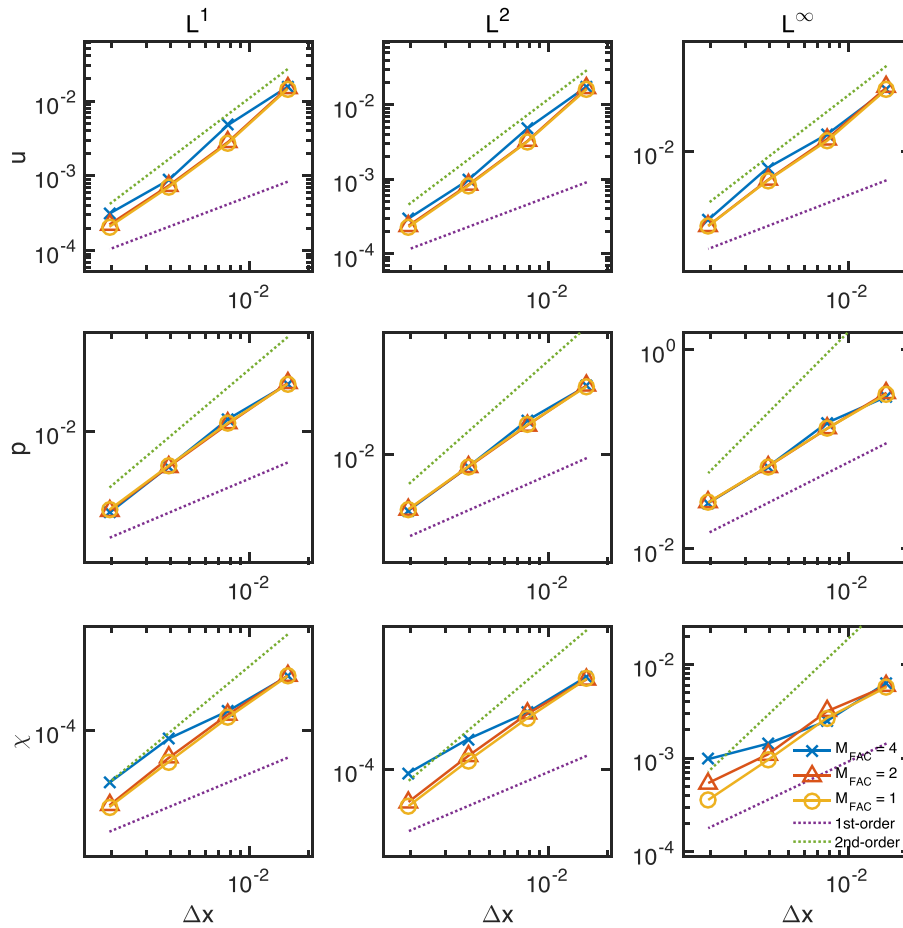 L¹ L² L∞
u
10⁻² 10⁻² 10⁻²
10⁻³ 10⁻³
10⁻⁴ 10⁻⁴
10⁻² 10⁻² 10⁻²
p
10⁻² 10⁻² 10⁰
10⁻²
10⁻² 10⁻² 10⁻²
χ
10⁻⁴ 10⁻⁴ 10⁻²
10⁻³
10⁻⁴
M_FAC = 4
M_FAC = 2
M_FAC = 1
1st-order
2nd-order
10⁻² 10⁻² 10⁻²
Δx Δx Δx